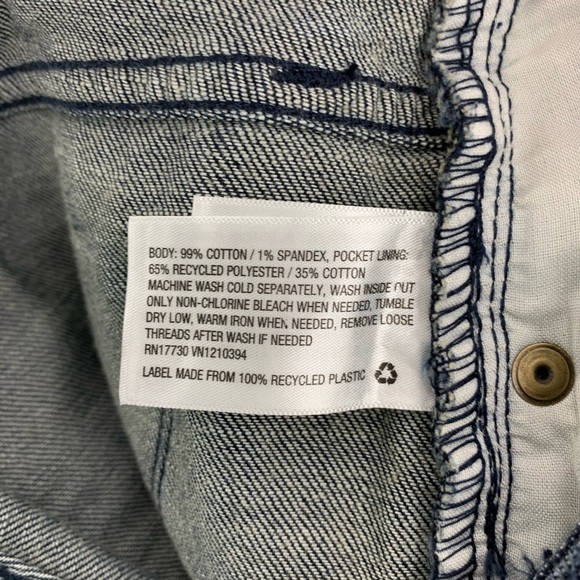 BODY: 99% COTTON / 1% SPANDEX, POCKET LINING:
65% RECYCLED POLYESTER / 35% COTTON
MACHINE WASH COLD SEPARATELY, WASH INSIDE OUT
ONLY NON-CHLORINE BLEACH WHEN NEEDED, TUMBLE
DRY LOW, WARM IRON WHEN NEEDED, REMOVE LOOSE
THREADS AFTER WASH IF NEEDED
RN17730 VN1210394
LABEL MADE FROM 100% RECYCLED PLASTIC